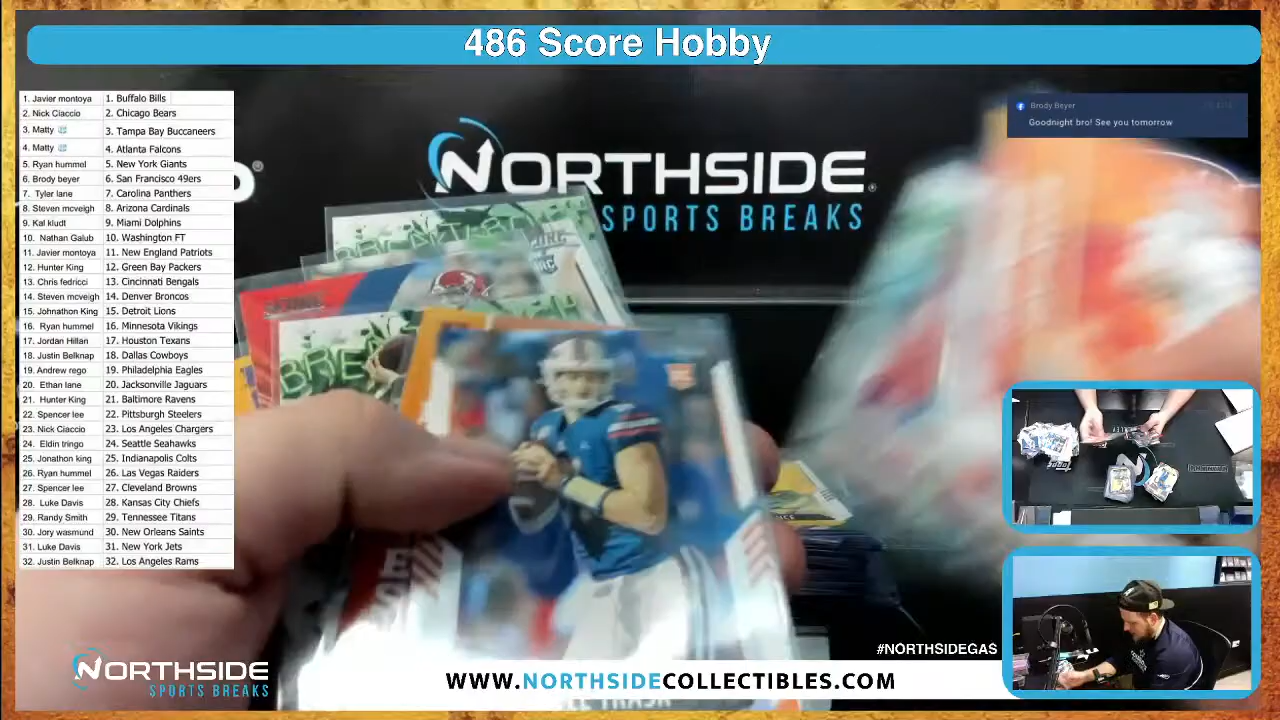 486 Score Hobby
1. Javier montoya 1. Buffalo Bills
2. Nick Ciaccio 2. Chicago Bears
3. Matty 3. Tampa Bay Buccaneers
4. Matty 4. Atlanta Falcons
5. Ryan hummel 5. New York Giants
6. Brody beyer 6. San Francisco 49ers
7. Tyler lane 7. Carolina Panthers
8. Steven mcveigh 8. Arizona Cardinals
9. Kal kludt 9. Miami Dolphins
10. Nathan Galub 10. Washington FT
11. Javier montoya 11. New England Patriots
12. Hunter King 12. Green Bay Packers
13. Chris fedricci 13. Cincinnati Bengals
14. Steven mcveigh 14. Denver Broncos
15. Johnathon King 15. Detroit Lions
16. Ryan hummel 16. Minnesota Vikings
17. Jordan Hillan 17. Houston Texans
18. Justin Belknap 18. Dallas Cowboys
19. Andrew rego 19. Philadelphia Eagles
20. Ethan lane 20. Jacksonville Jaguars
21. Hunter King 21. Baltimore Ravens
22. Spencer lee 22. Pittsburgh Steelers
23. Nick Ciaccio 23. Los Angeles Chargers
24. Eldin tringo 24. Seattle Seahawks
25. Jonathon king 25. Indianapolis Colts
26. Ryan hummel 26. Las Vegas Raiders
27. Spencer lee 27. Cleveland Browns
28. Luke Davis 28. Kansas City Chiefs
29. Randy Smith 29. Tennessee Titans
30. Jory wasmund 30. New Orleans Saints
31. Luke Davis 31. New York Jets
32. Justin Belknap 32. Los Angeles Rams
Brody Beyer
Goodnight bro! See you tomorrow
NORTHSIDE
SPORTS BREAKS
RC
#NORTHSIDEGAS
NORTHSIDE
SPORTS BREAKS
WWW.NORTHSIDECOLLECTIBLES.COM